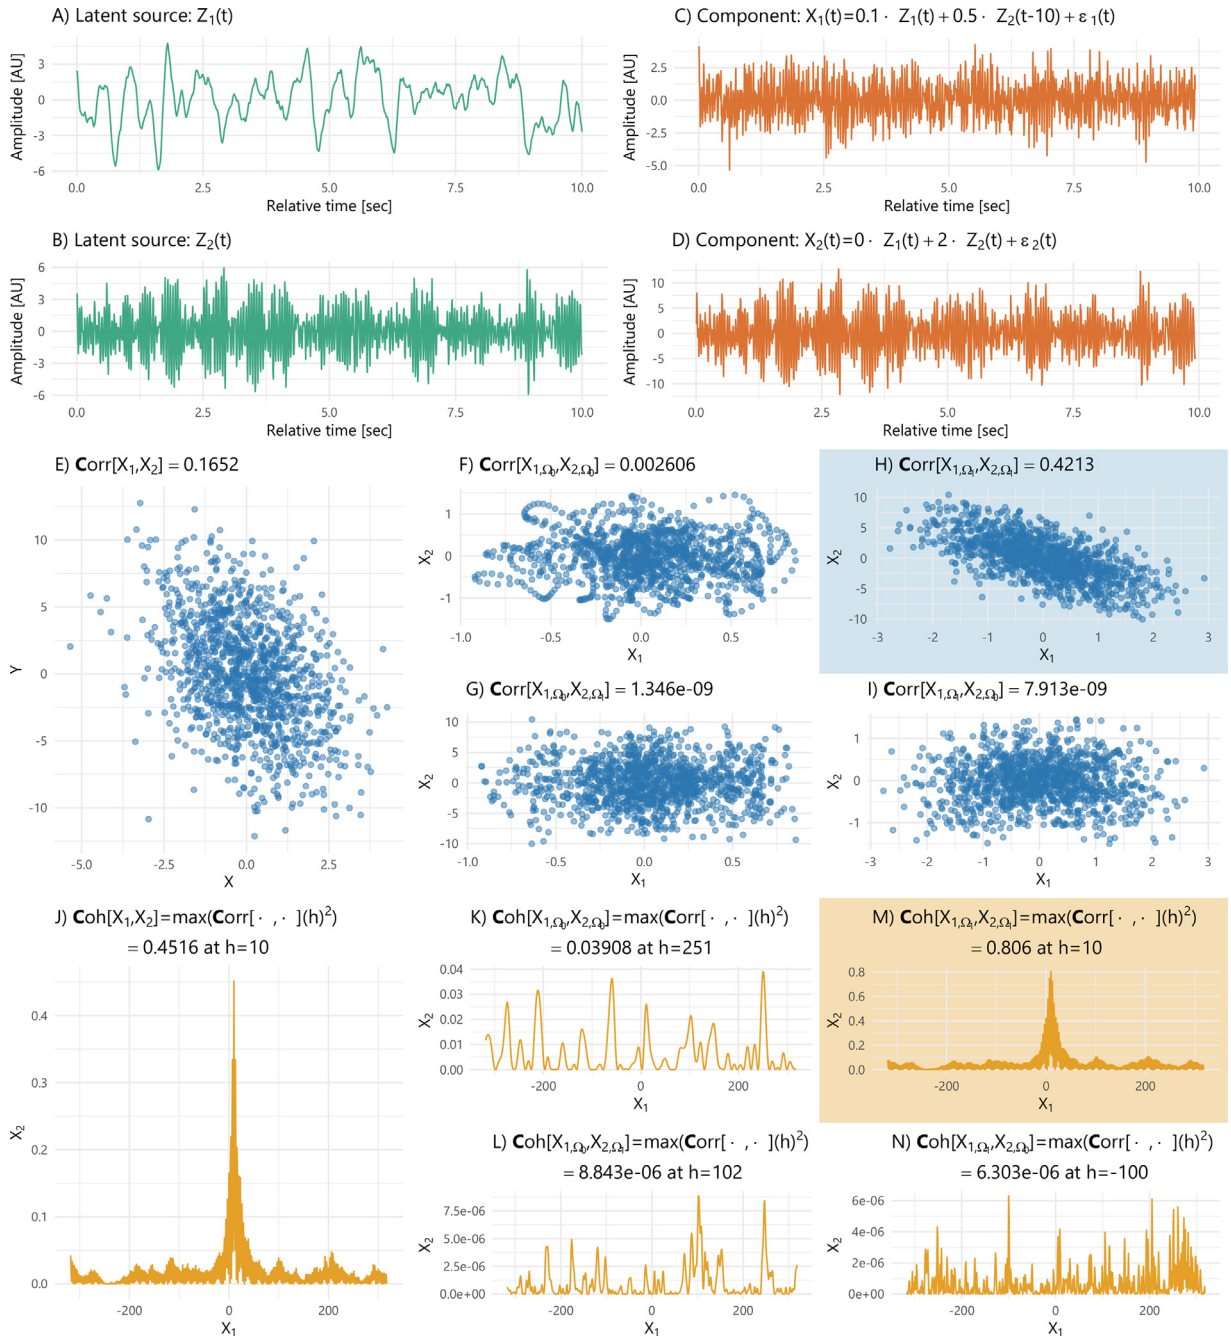 A) Latent source: Z₁(t)
Amplitude [AU]
3
0
-3
-6
0.0 2.5 5.0 7.5 10.0
Relative time [sec]
C) Component: X₁(t)=0.1 · Z₁(t)+0.5 · Z₂(t-10)+ε₁(t)
Amplitude [AU]
2.5
0.0
-2.5
-5.0
0.0 2.5 5.0 7.5 10.0
Relative time [sec]
B) Latent source: Z₂(t)
Amplitude [AU]
6
3
0
-3
-6
0.0 2.5 5.0 7.5 10.0
Relative time [sec]
D) Component: X₂(t)=0 · Z₁(t)+2 · Z₂(t)+ε₂(t)
Amplitude [AU]
10
5
0
-5
-10
0.0 2.5 5.0 7.5 10.0
Relative time [sec]
E) Corr[X₁,X₂] = 0.1652
Y
10
5
0
-5
-10
-5.0 -2.5 0.0 2.5
X
F) Corr[X₁,Ω₀,X₂,Ω₀] = 0.002606
X₂
1
0
-1
-1.0 -0.5 0.0 0.5
X₁
H) Corr[X₁,Ω₁,X₂,Ω₁] = 0.4213
X₂
10
5
0
-5
-10
-3 -2 -1 0 1 2 3
X₁
G) Corr[X₁,Ω₀,X₂,Ω₁] = 1.346e-09
X₂
10
5
0
-5
-10
-1.0 -0.5 0.0 0.5
X₁
I) Corr[X₁,Ω₁,X₂,Ω₀] = 7.913e-09
X₂
1
0
-1
-3 -2 -1 0 1 2 3
X₁
J) Coh[X₁,X₂]=max(Corr[ · , · ](h)²)
= 0.4516 at h=10
X₂
0.4
0.3
0.2
0.1
0.0
-200 0 200
X₁
K) Coh[X₁,Ω₀,X₂,Ω₀]=max(Corr[ · , · ](h)²)
= 0.03908 at h=251
X₂
0.04
0.03
0.02
0.01
0.00
-200 0 200
X₁
M) Coh[X₁,Ω₁,X₂,Ω₁]=max(Corr[ · , · ](h)²)
= 0.806 at h=10
X₂
0.8
0.6
0.4
0.2
0.0
-200 0 200
X₁
L) Coh[X₁,Ω₀,X₂,Ω₁]=max(Corr[ · , · ](h)²)
= 8.843e-06 at h=102
X₂
7.5e-06
5.0e-06
2.5e-06
0.0e+00
-200 0 200
X₁
N) Coh[X₁,Ω₁,X₂,Ω₀]=max(Corr[ · , · ](h)²)
= 6.303e-06 at h=-100
X₂
6e-06
4e-06
2e-06
0e+00
-200 0 200
X₁